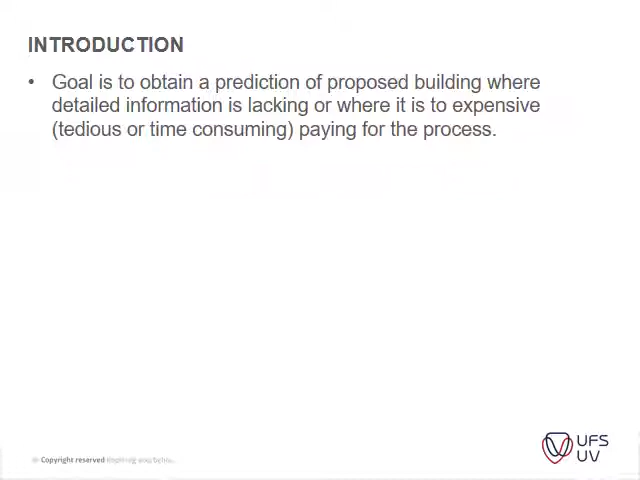 INTRODUCTION
• Goal is to obtain a prediction of proposed building where
detailed information is lacking or where it is to expensive
(tedious or time consuming) paying for the process.
Copyright reserved
UFS
UV